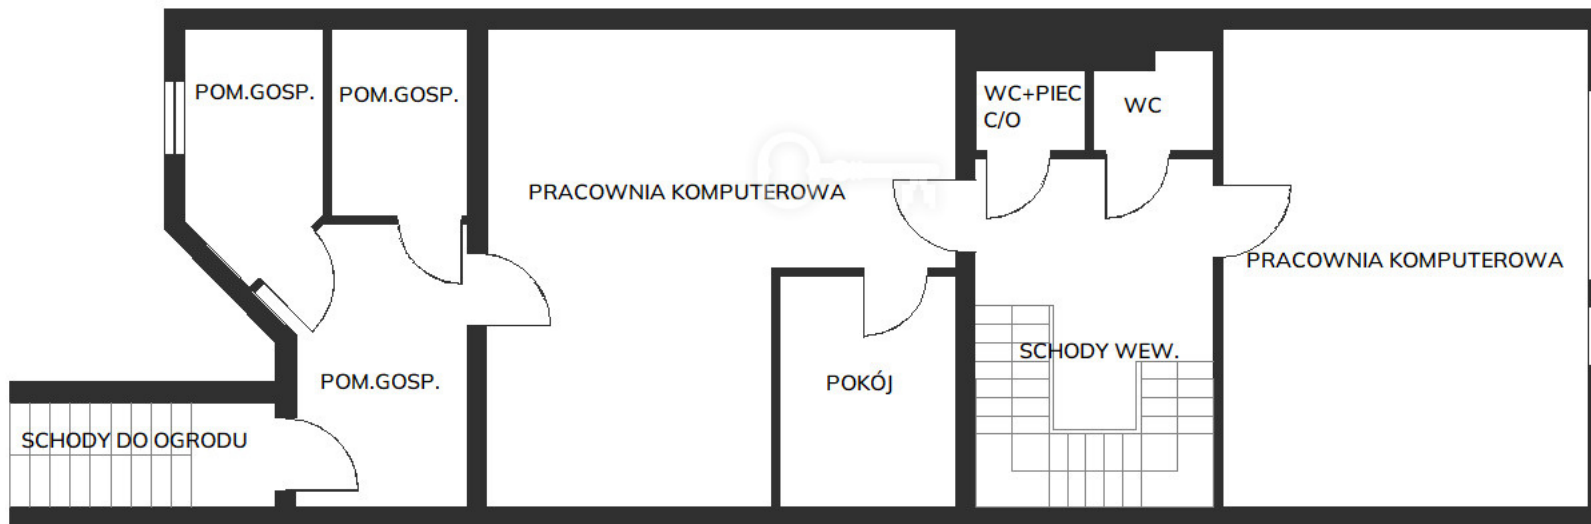 POM.GOSP.
POM.GOSP.
PRACOWNIA KOMPUTEROWA
WC+PIEC
C/O
WC
PRACOWNIA KOMPUTEROWA
SCHODY WEW.
POKÓJ
POM.GOSP.
SCHODY DO OGRODU